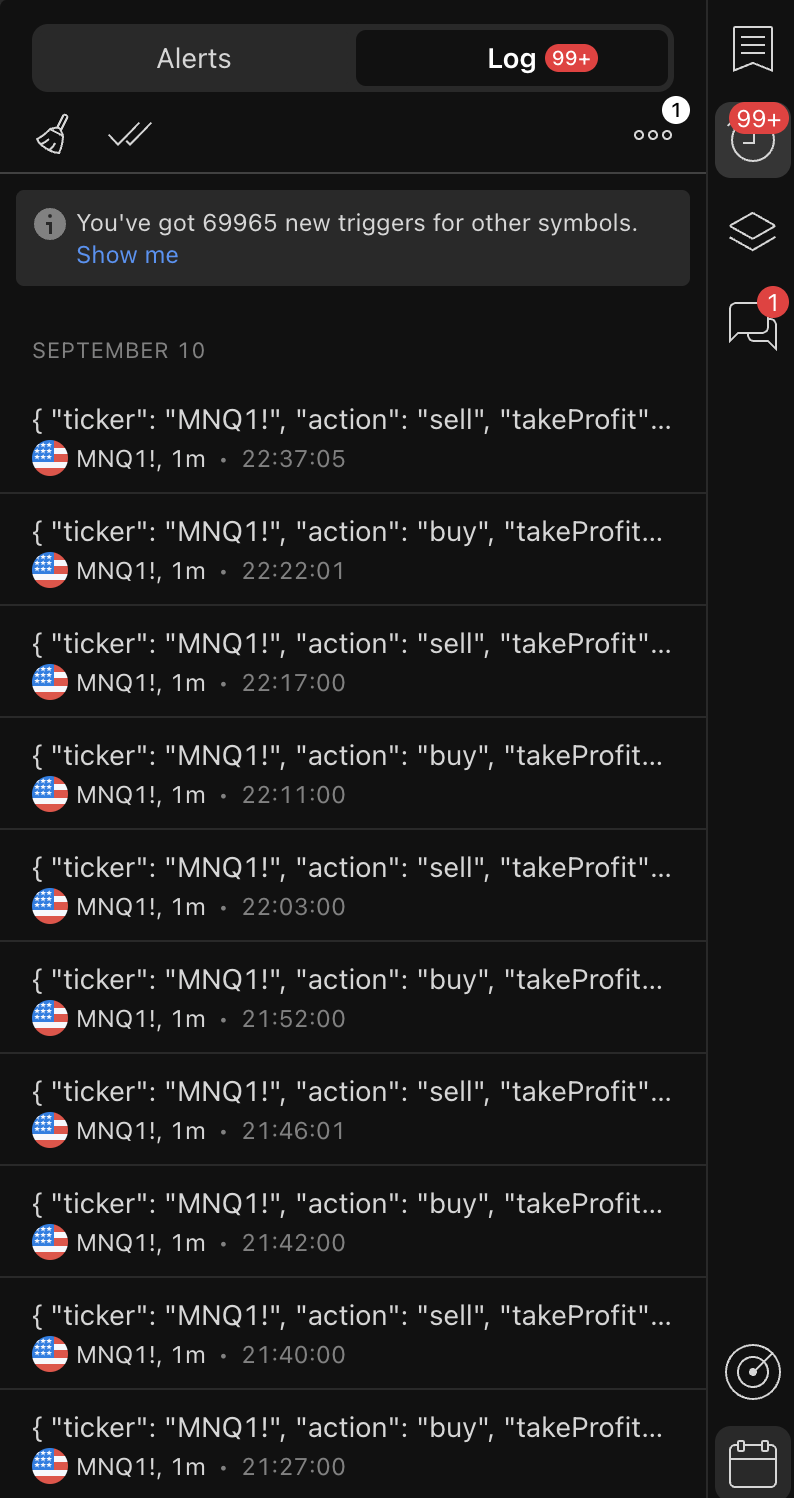 Alerts
Log 99+
1
99+
You've got 69965 new triggers for other symbols.
Show me
1
SEPTEMBER 10
{ "ticker": "MNQ1!", "action": "sell", "takeProfit"...
MNQ1!, 1m • 22:37:05
{ "ticker": "MNQ1!", "action": "buy", "takeProfit...
MNQ1!, 1m • 22:22:01
{ "ticker": "MNQ1!", "action": "sell", "takeProfit"...
MNQ1!, 1m • 22:17:00
{ "ticker": "MNQ1!", "action": "buy", "takeProfit...
MNQ1!, 1m • 22:11:00
{ "ticker": "MNQ1!", "action": "sell", "takeProfit"...
MNQ1!, 1m • 22:03:00
{ "ticker": "MNQ1!", "action": "buy", "takeProfit...
MNQ1!, 1m • 21:52:00
{ "ticker": "MNQ1!", "action": "sell", "takeProfit"...
MNQ1!, 1m • 21:46:01
{ "ticker": "MNQ1!", "action": "buy", "takeProfit...
MNQ1!, 1m • 21:42:00
{ "ticker": "MNQ1!", "action": "sell", "takeProfit"...
MNQ1!, 1m • 21:40:00
{ "ticker": "MNQ1!", "action": "buy", "takeProfit...
MNQ1!, 1m • 21:27:00